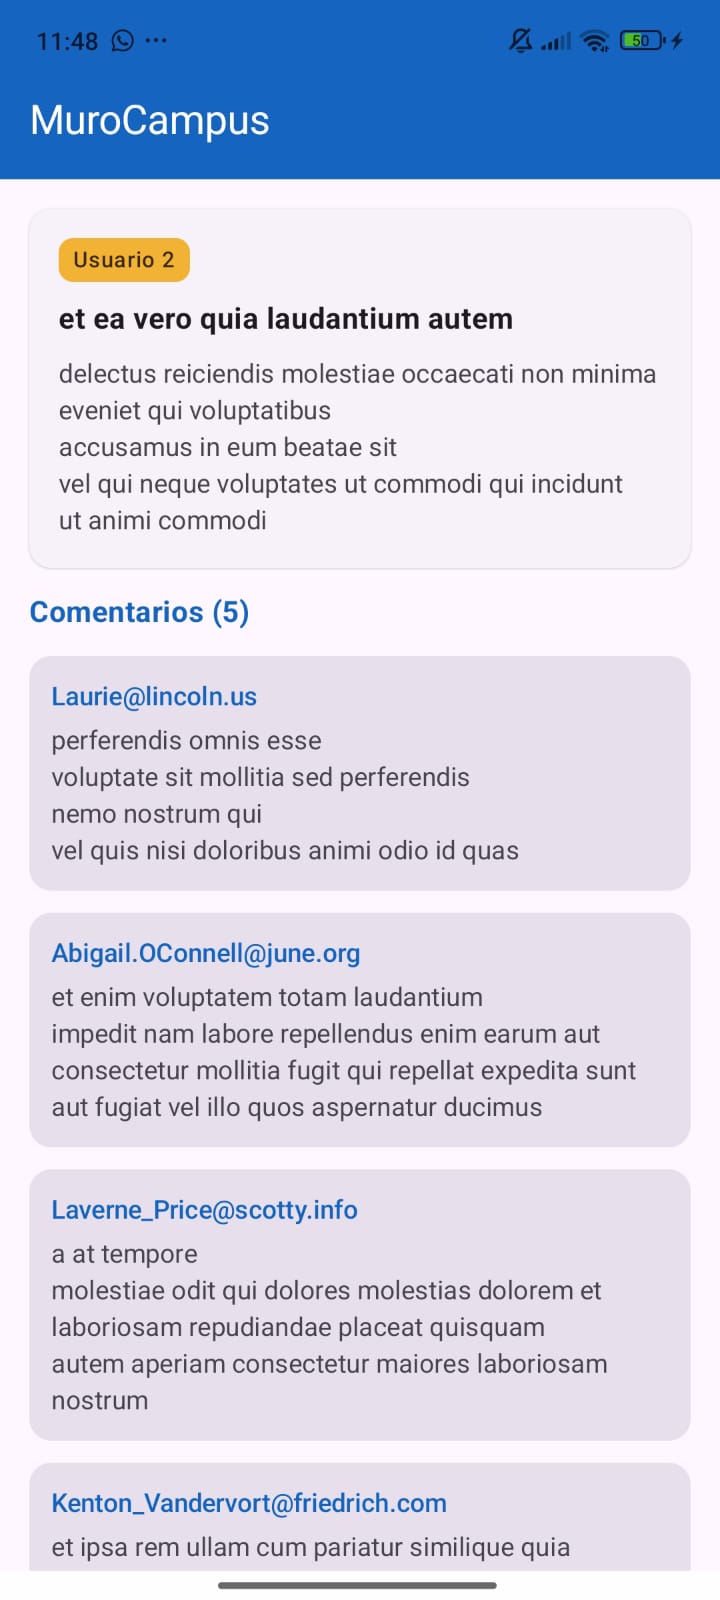 11:48
50
MuroCampus
Usuario 2
et ea vero quia laudantium autem
delectus reiciendis molestiae occaecati non minima
eveniet qui voluptatibus
accusamus in eum beatae sit
vel qui neque voluptates ut commodi qui incidunt
ut animi commodi
Comentarios (5)
Laurie@lincoln.us
perferendis omnis esse
voluptate sit mollitia sed perferendis
nemo nostrum qui
vel quis nisi doloribus animi odio id quas
Abigail.OConnell@june.org
et enim voluptatem totam laudantium
impedit nam labore repellendus enim earum aut
consectetur mollitia fugit qui repellat expedita sunt
aut fugiat vel illo quos aspernatur ducimus
Laverne_Price@scotty.info
a at tempore
molestiae odit qui dolores molestias dolorem et
laboriosam repudiandae placeat quisquam
autem aperiam consectetur maiores laboriosam
nostrum
Kenton_Vandervort@friedrich.com
et ipsa rem ullam cum pariatur similique quia